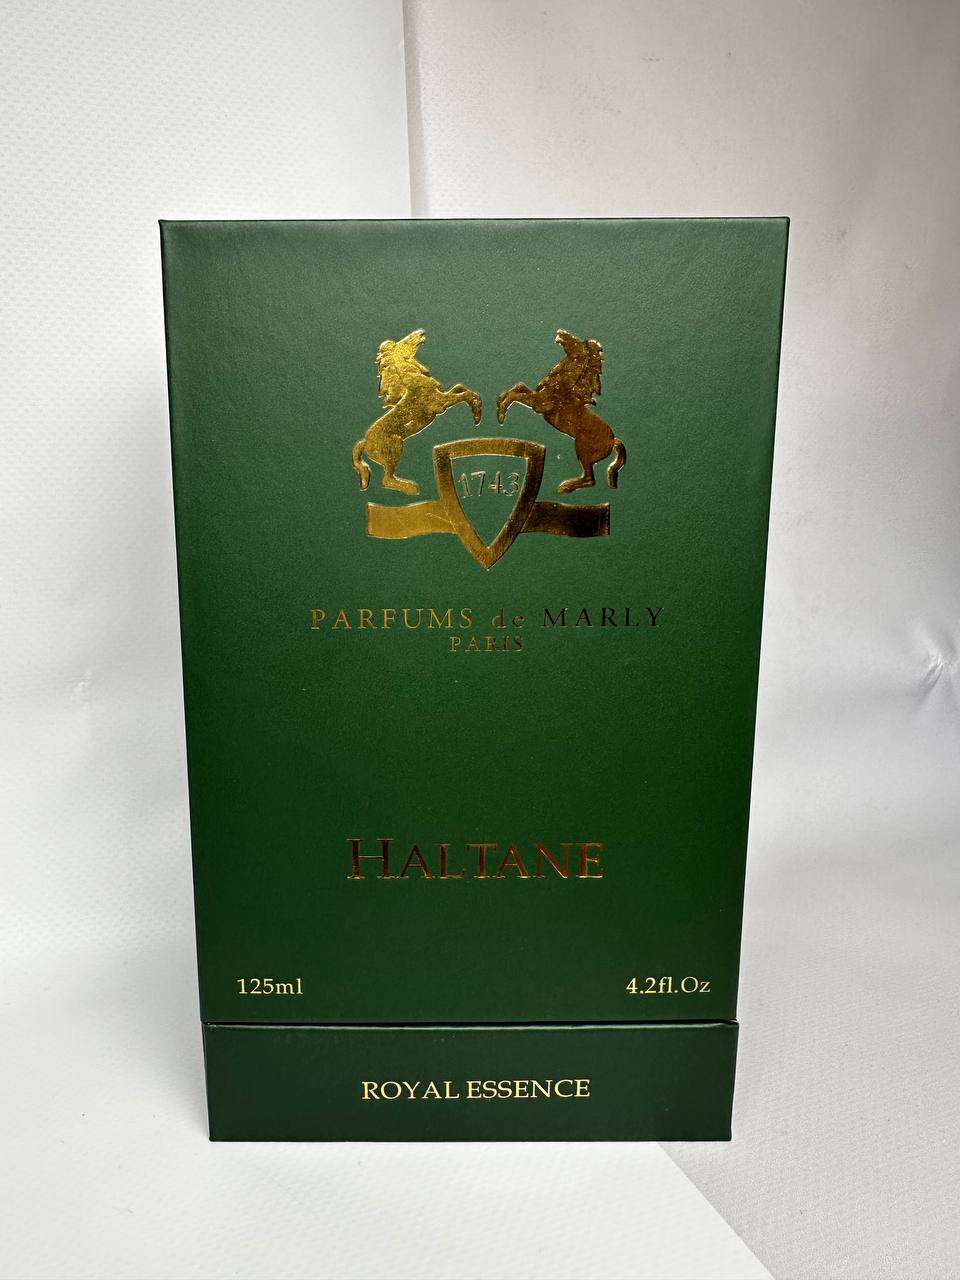 1743
PARFUMS de MARLY
PARIS
HALTANE
125ml
4.2fl.Oz
ROYAL ESSENCE